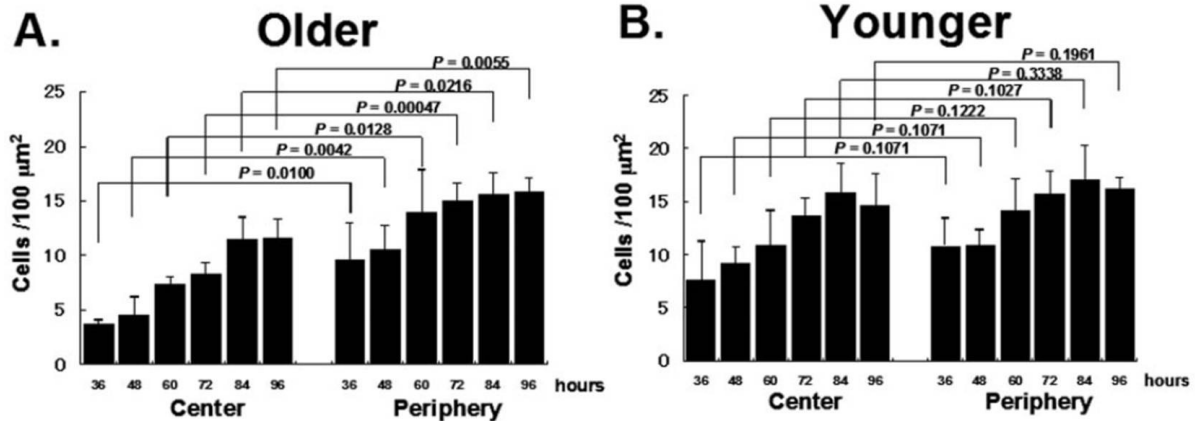 A.
Older
P = 0.0055
P = 0.0216
P = 0.00047
P = 0.0128
P = 0.0042
P = 0.0100
Cells /100 μm²
25
20
15
10
5
0
36 48 60 72 84 96 36 48 60 72 84 96 hours
Center Periphery
B.
Younger
P = 0.1961
P = 0.3338
P = 0.1027
P = 0.1222
P = 0.1071
P = 0.1071
Cells /100 μm²
25
20
15
10
5
0
36 48 60 72 84 96 36 48 60 72 84 96 hours
Center Periphery